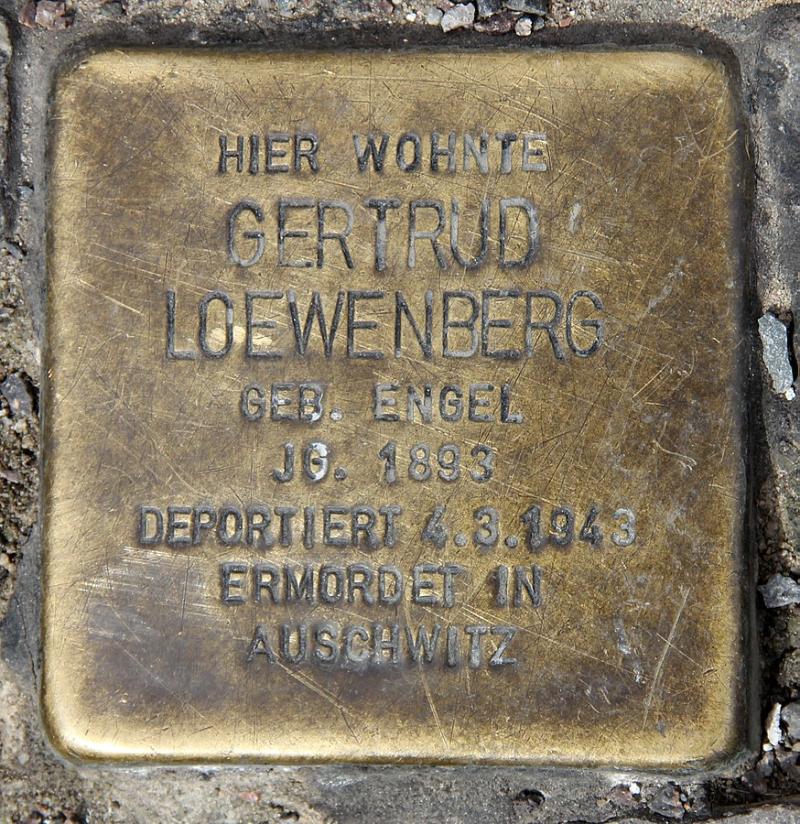 HIER WOHNTE
GERTRUD
LOEWENBERG
GEB. ENGEL
JG. 1893
DEPORTIERT 4.3.1943
ERMORDET IN
AUSCHWITZ